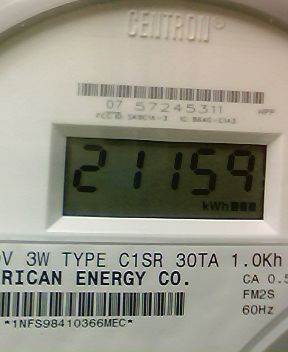 CENTRON®
07 57245311
21159
kWh
V 3W TYPE C1SR 30TA 1.0Kh
RICAN ENERGY CO.
CA 0.5
FM2S
60Hz
*1NFS98410366MEC*